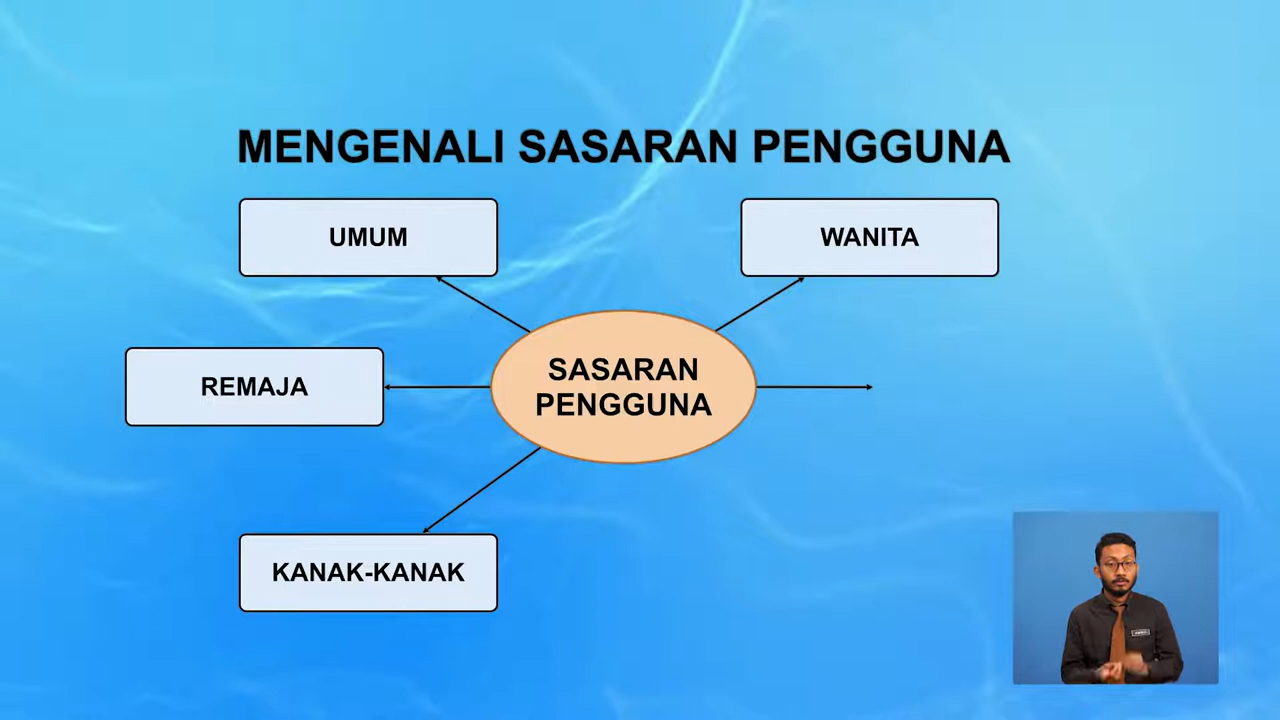 MENGENALI SASARAN PENGGUNA
UMUM
WANITA
SASARAN
PENGGUNA
REMAJA
KANAK-KANAK